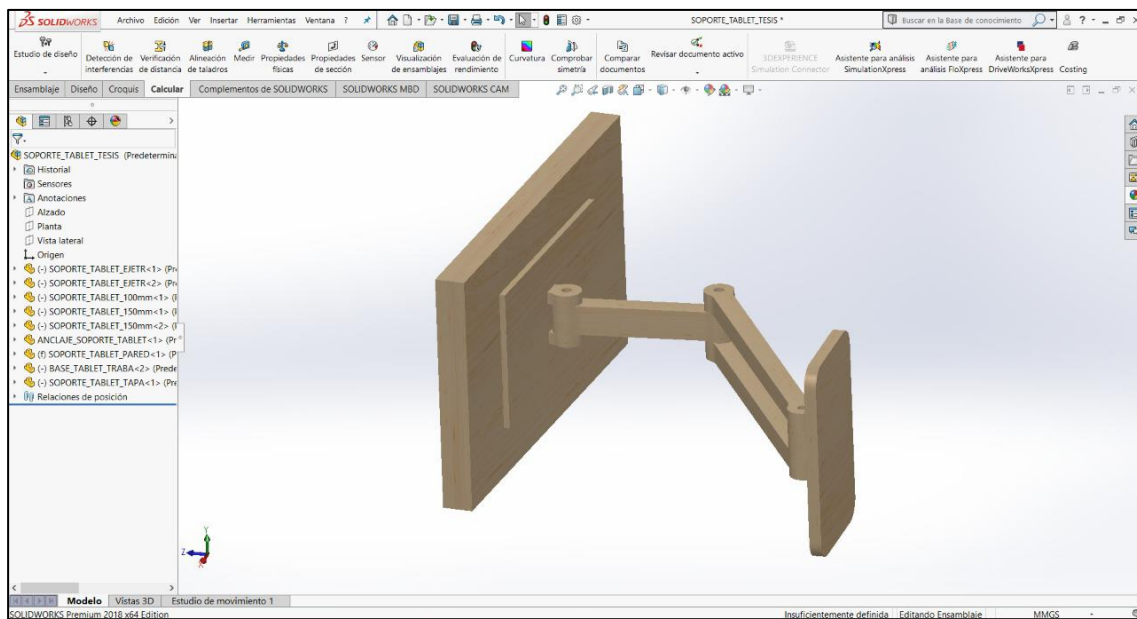 SOLIDWORKS Archivo Edición Ver Insertar Herramientas Ventana ? SOPORTE_TABLET_TESIS * Buscar en la Base de conocimiento
Estudio de diseño
Detección de interferencias
Verificación de distancia
Alineación de taladros
Medir
Propiedades físicas
Propiedades de sección
Sensor
Visualización de ensamblajes
Evaluación de rendimiento
Curvatura
Comprobar simetría
Comparar documentos
Revisar documento activo
3DEXPERIENCE Simulation Connector
Asistente para análisis SimulationXpress
Asistente para análisis FloXpress
Asistente para DriveWorksXpress
Costing
Ensamblaje Diseño Croquis Calcular Complementos de SOLIDWORKS SOLIDWORKS MBD SOLIDWORKS CAM
SOPORTE_TABLET_TESIS (Predetermin
Historial
Sensores
Anotaciones
Alzado
Planta
Vista lateral
Origen
(-) SOPORTE_TABLET_EJETR<1> (Pr
(-) SOPORTE_TABLET_EJETR<2> (Pr
(-) SOPORTE_TABLET_100mm<1> (
(-) SOPORTE_TABLET_150mm<1> (
(-) SOPORTE_TABLET_150mm<2> (
ANCLAJE_SOPORTE_TABLET<1> (Pr
(f) SOPORTE_TABLET_PARED<1> (P
(-) BASE_TABLET_TRABA<2> (Prede
(-) SOPORTE_TABLET_TAPA<1> (Pre
Relaciones de posición
Y
Z
X
Modelo Vistas 3D Estudio de movimiento 1
SOLIDWORKS Premium 2018 x64 Edition Insuficientemente definida Editando Ensamblaje MMGS